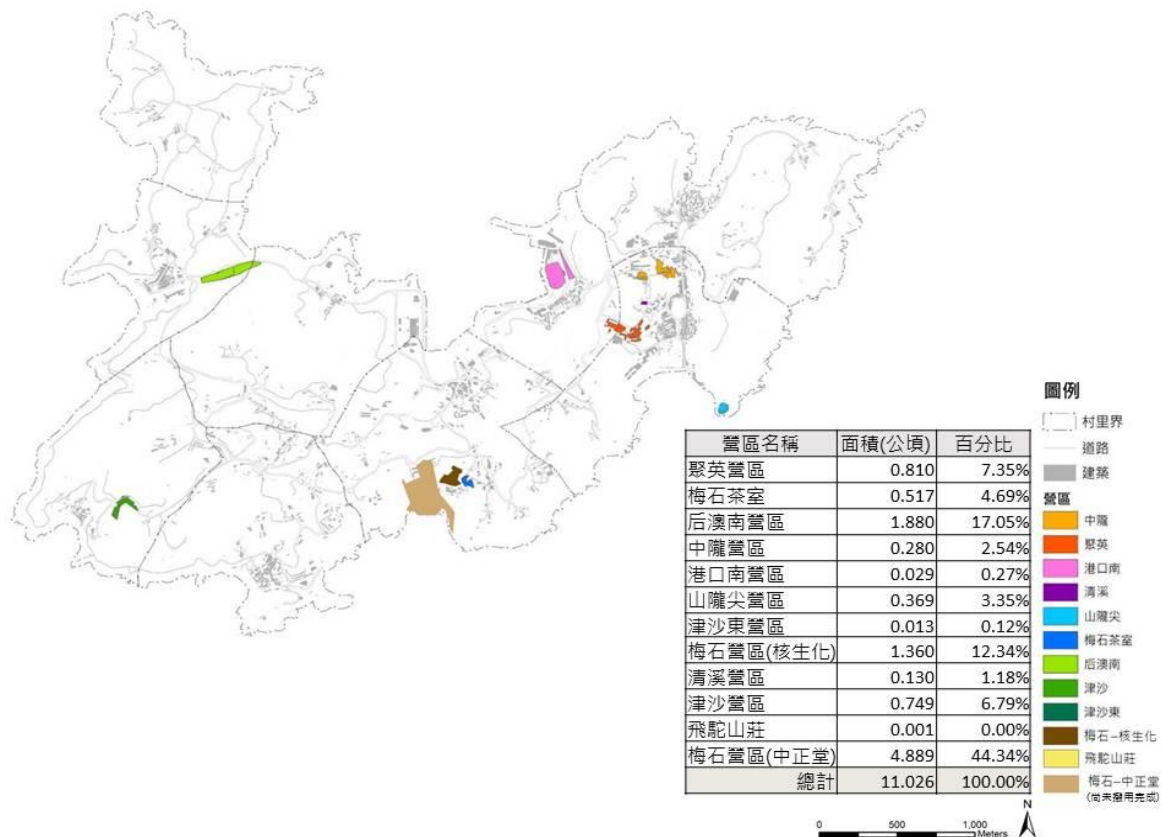 營區名稱 面積(公頃) 百分比
聚英營區 0.810 7.35%
梅石茶室 0.517 4.69%
后澳南營區 1.880 17.05%
中隴營區 0.280 2.54%
港口南營區 0.029 0.27%
山隴尖營區 0.369 3.35%
津沙東營區 0.013 0.12%
梅石營區(核生化) 1.360 12.34%
清溪營區 0.130 1.18%
津沙營區 0.749 6.79%
飛駝山莊 0.001 0.00%
梅石營區(中正堂) 4.889 44.34%
總計 11.026 100.00%
圖例
村里界
道路
建築
營區
中隴
聚英
港口南
清溪
山隴尖
梅石茶室
后澳南
津沙
津沙東
梅石–核生化
飛駝山莊
梅石–中正堂
(尚未撥用完成)
N
0 500 1,000
Meters